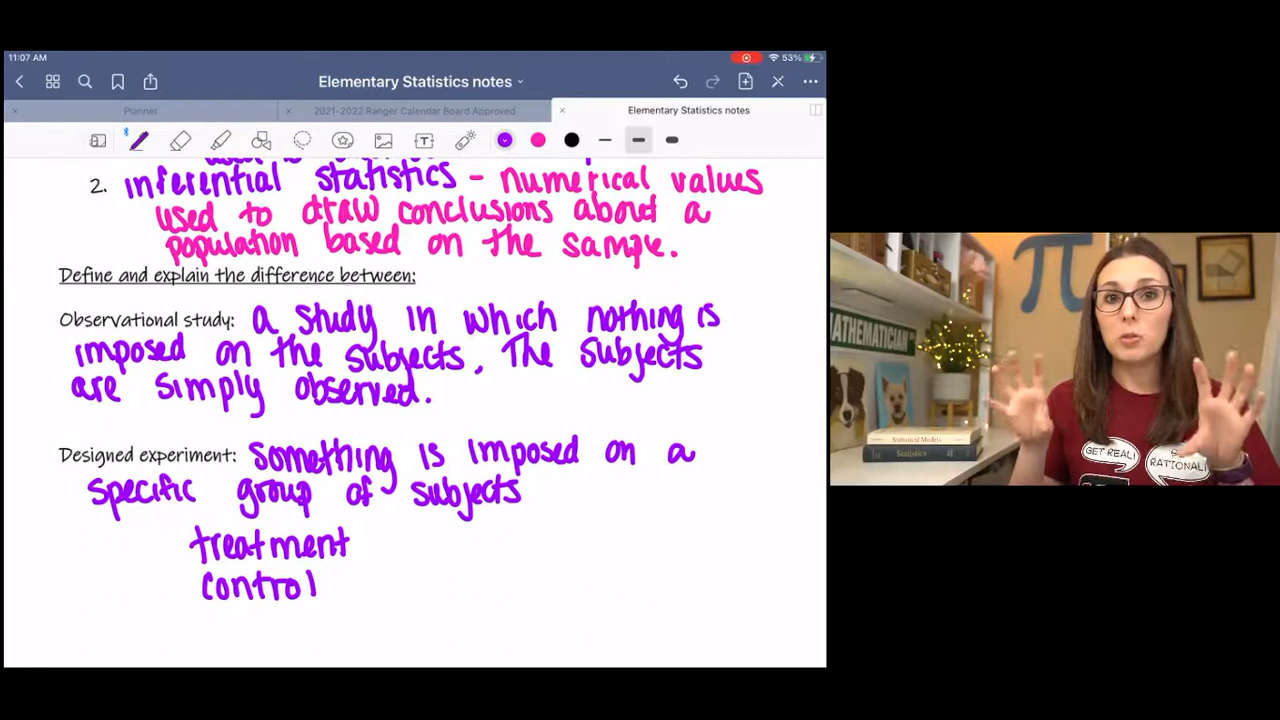 11:07 AM
53%
Elementary Statistics notes
Planner
2021-2022 Ranger Calendar Board Approved
Elementary Statistics notes
T
2. inferential statistics - numerical values
used to draw conclusions about a
population based on the sample.
Define and explain the difference between:
Observational study: a study in which nothing is
imposed on the subjects, The subjects
are simply observed.
Designed experiment: Something is imposed on a
specific group of subjects
treatment
control
MATHEMATICIAN
Statistical Models
Statistics
GET REAL!
RATIONAL!